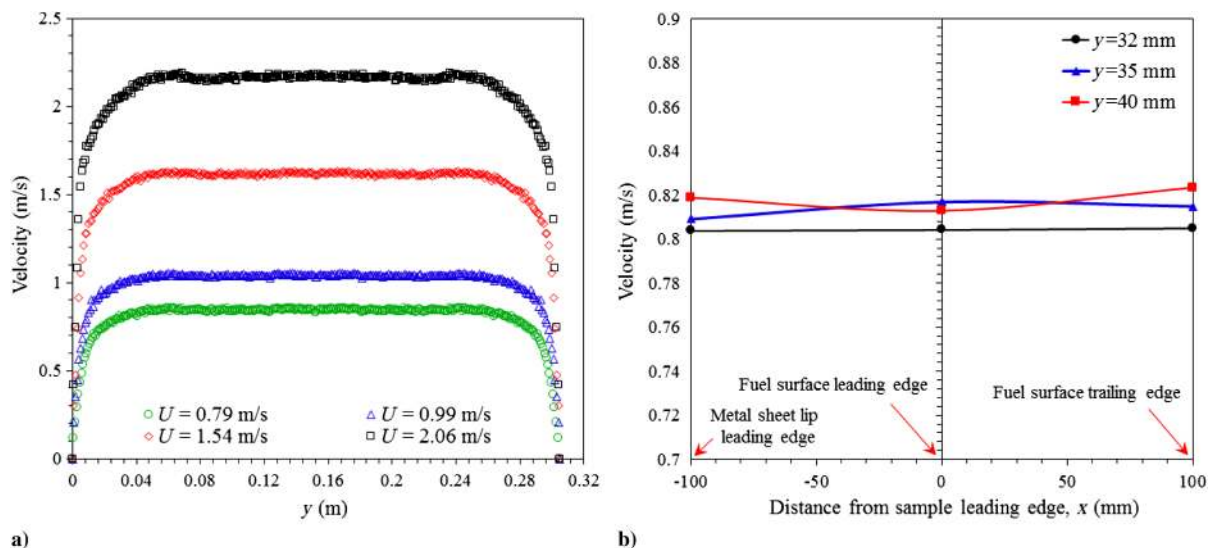 2.5
2
1.5
1
0.5
0
Velocity (m/s)
U = 0.79 m/s
U = 0.99 m/s
U = 1.54 m/s
U = 2.06 m/s
0 0.04 0.08 0.12 0.16 0.2 0.24 0.28 0.32
y (m)
a)
0.9
0.88
0.86
0.84
0.82
0.8
0.78
0.76
0.74
0.72
0.7
Velocity (m/s)
y=32 mm
y=35 mm
y=40 mm
Fuel surface leading edge
Metal sheet lip
leading edge
Fuel surface trailing edge
-100 -50 0 50 100
Distance from sample leading edge, x (mm)
b)